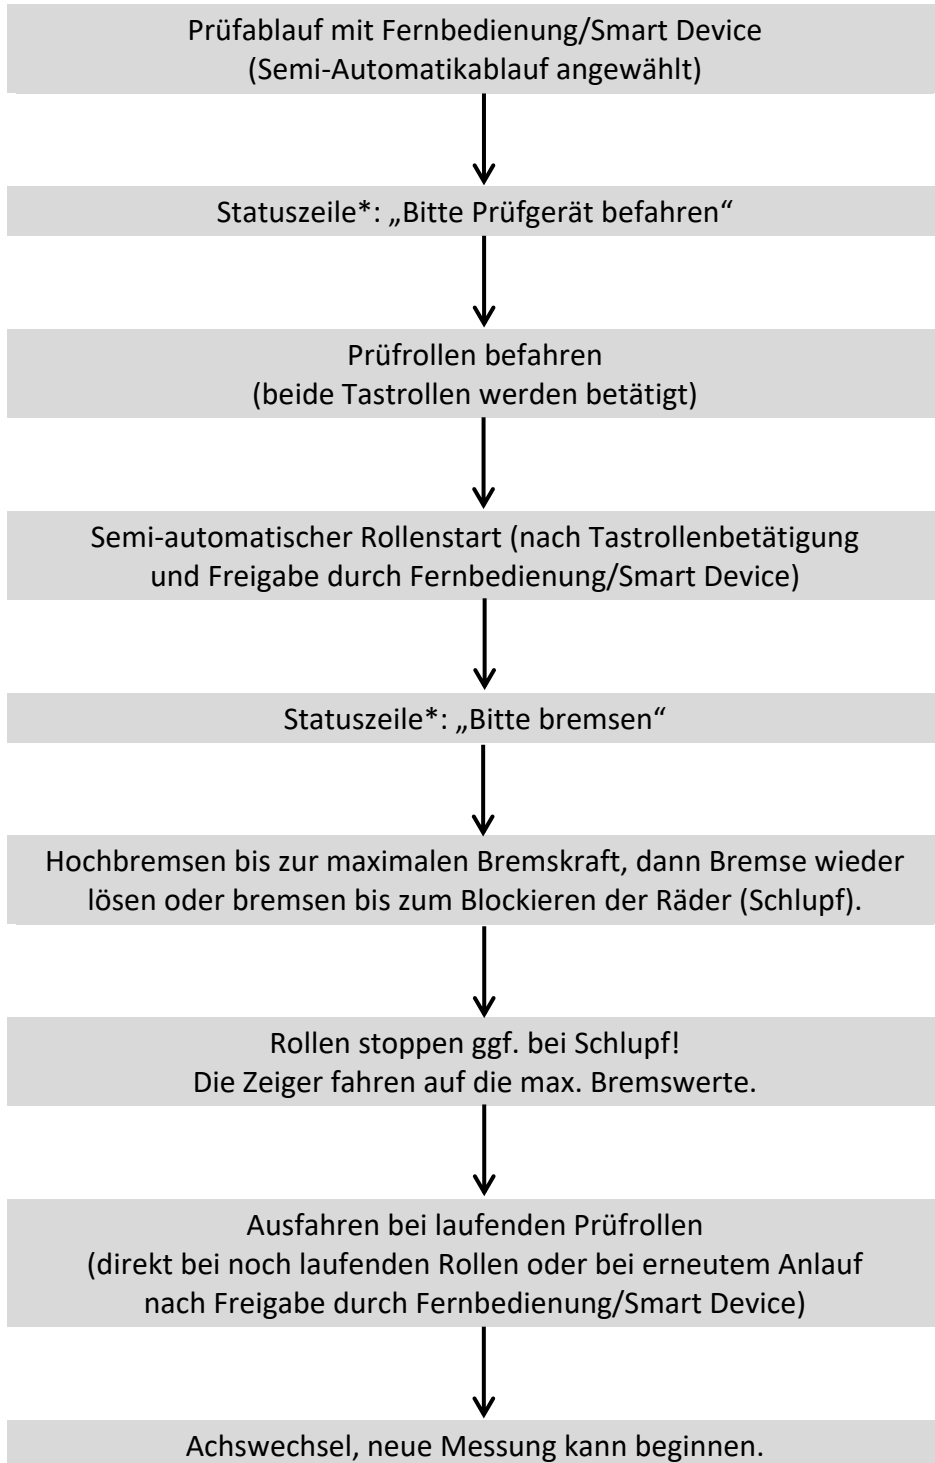 Prüfablauf mit Fernbedienung/Smart Device
(Semi-Automatikablauf angewählt)
Statuszeile*: „Bitte Prüfgerät befahren“
Prüfrollen befahren
(beide Tastrollen werden betätigt)
Semi-automatischer Rollenstart (nach Tastrollenbetätigung
und Freigabe durch Fernbedienung/Smart Device)
Statuszeile*: „Bitte bremsen“
Hochbremsen bis zur maximalen Bremskraft, dann Bremse wieder
lösen oder bremsen bis zum Blockieren der Räder (Schlupf).
Rollen stoppen ggf. bei Schlupf!
Die Zeiger fahren auf die max. Bremswerte.
Ausfahren bei laufenden Prüfrollen
(direkt bei noch laufenden Rollen oder bei erneutem Anlauf
nach Freigabe durch Fernbedienung/Smart Device)
Achswechsel, neue Messung kann beginnen.